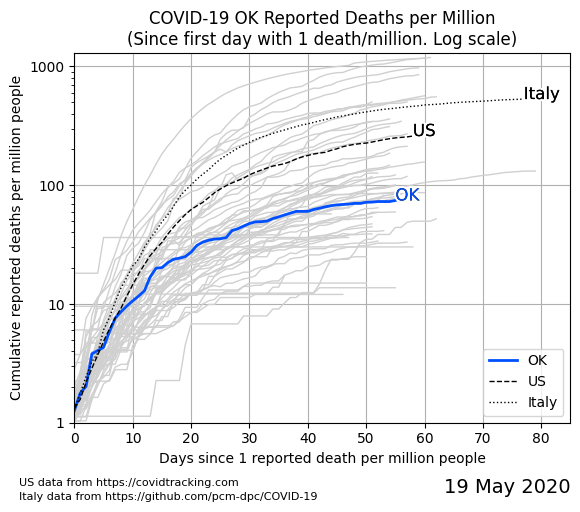 COVID-19 OK Reported Deaths per Million
(Since first day with 1 death/million. Log scale)
Cumulative reported deaths per million people
1000
100
10
1
Italy
US
OK
OK
US
Italy
0 10 20 30 40 50 60 70 80
Days since 1 reported death per million people
US data from https://covidtracking.com
Italy data from https://github.com/pcm-dpc/COVID-19
19 May 2020